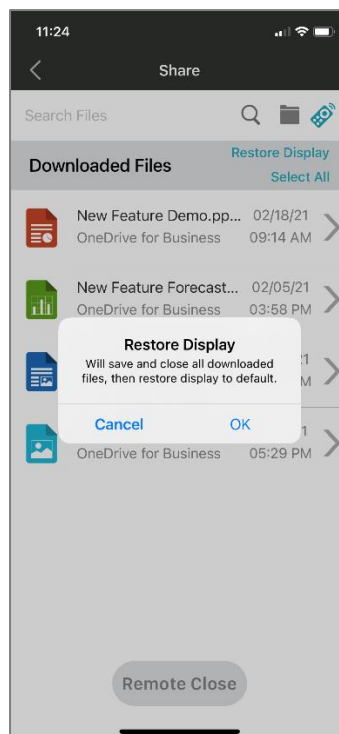 11:24
Share
Search Files
Restore Display
Downloaded Files
Select All
New Feature Demo.pp... 02/18/21
OneDrive for Business 09:14 AM
New Feature Forecast... 02/05/21
OneDrive for Business 03:58 PM
Restore Display
Will save and close all downloaded
files, then restore display to default.
Cancel OK
OneDrive for Business 05:29 PM
Remote Close